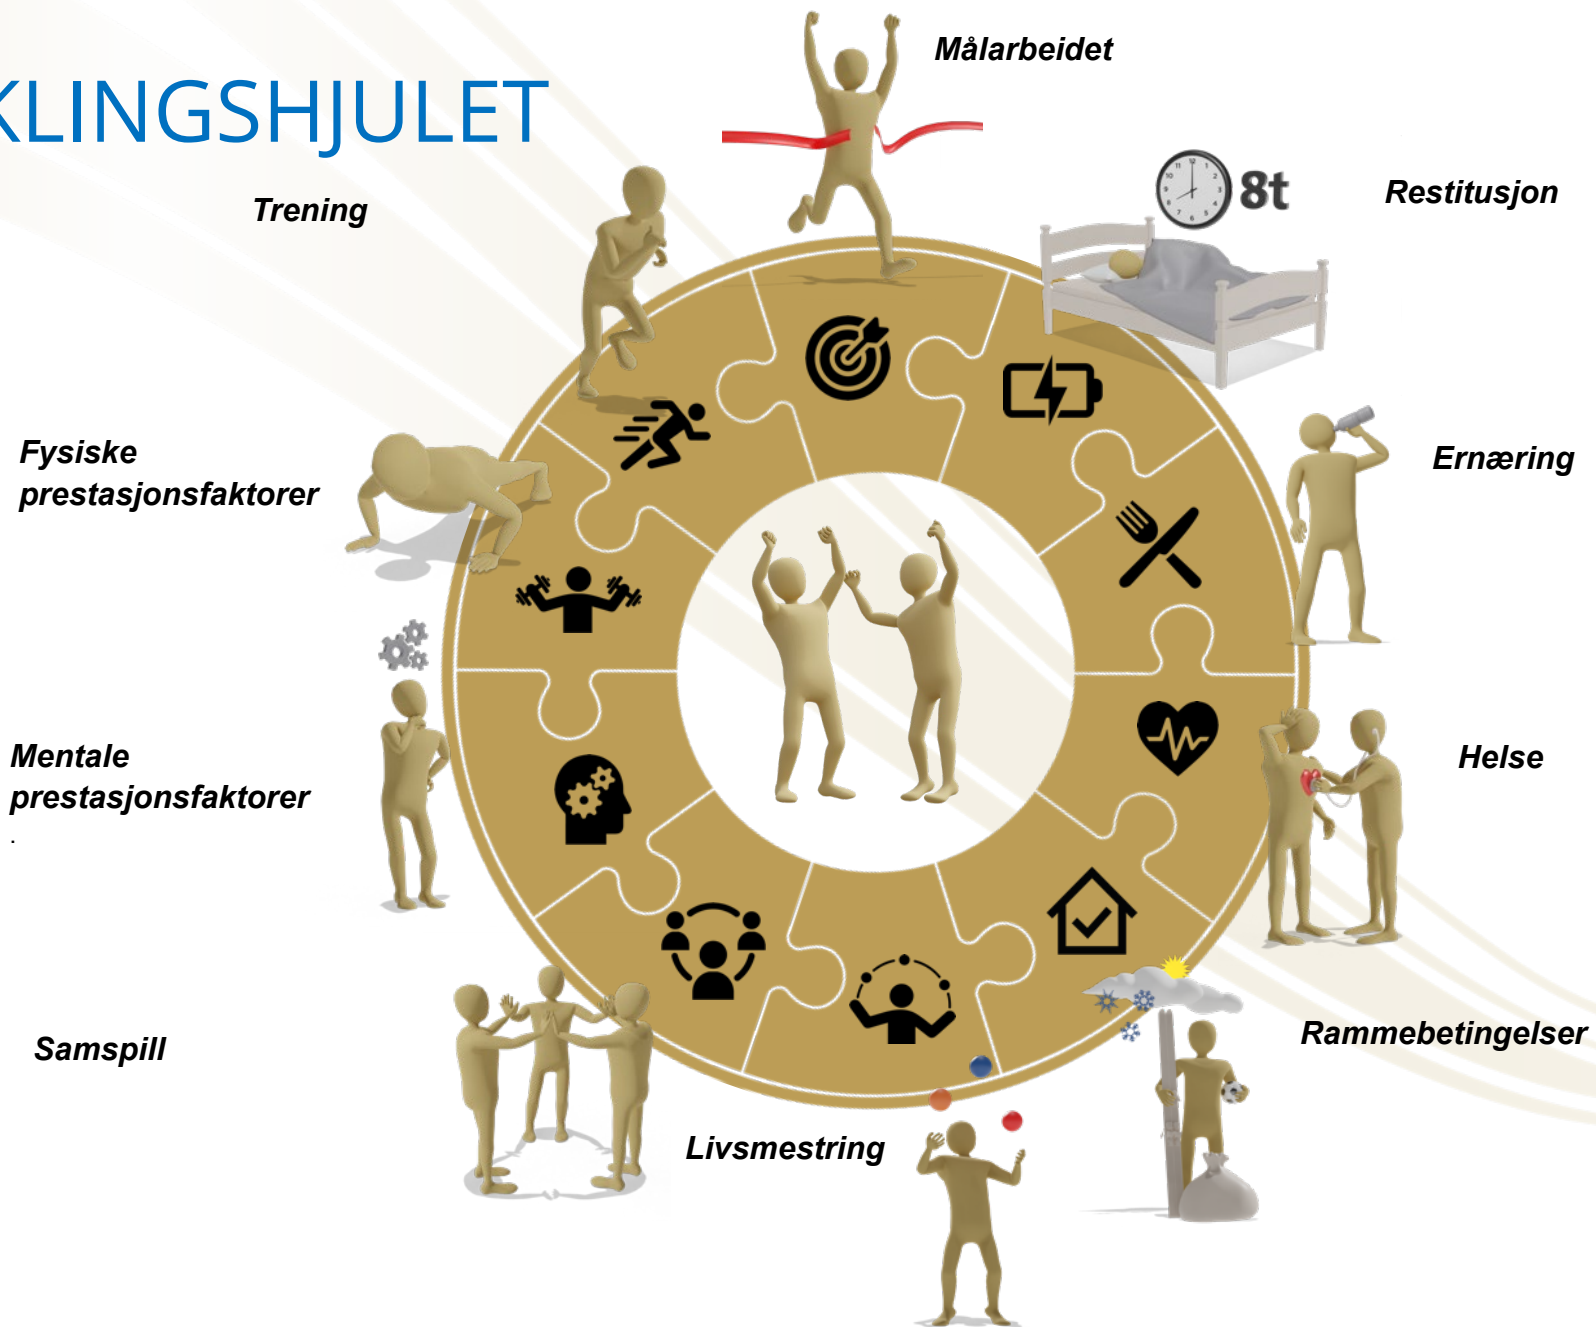 KLINGSHJULET
Målarbeidet
8t
Restitusjon
Trening
Fysiske
prestasjonsfaktorer
Ernæring
Mentale
prestasjonsfaktorer
.
Helse
Samspill
Rammebetingelser
Livsmestring